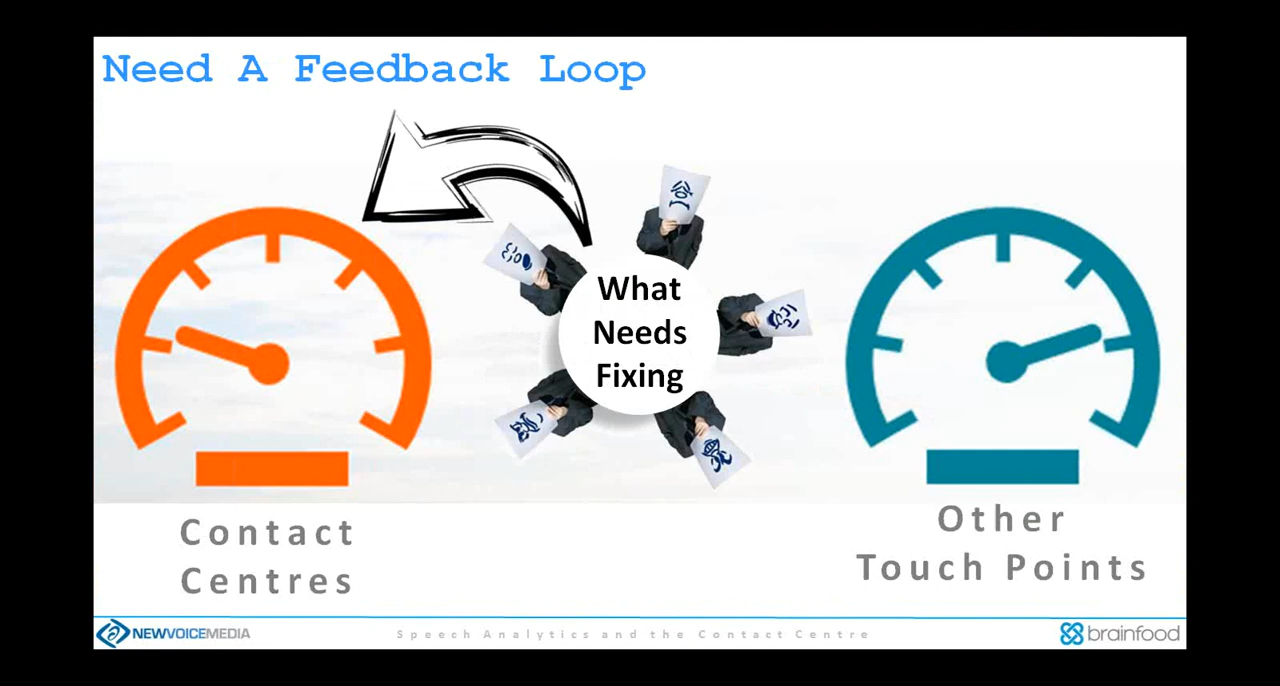 Need A Feedback Loop
What
Needs
Fixing
Contact
Centres
Other
Touch Points
NEWVOICEMEDIA
Speech Analytics and the Contact Centre
brainfood